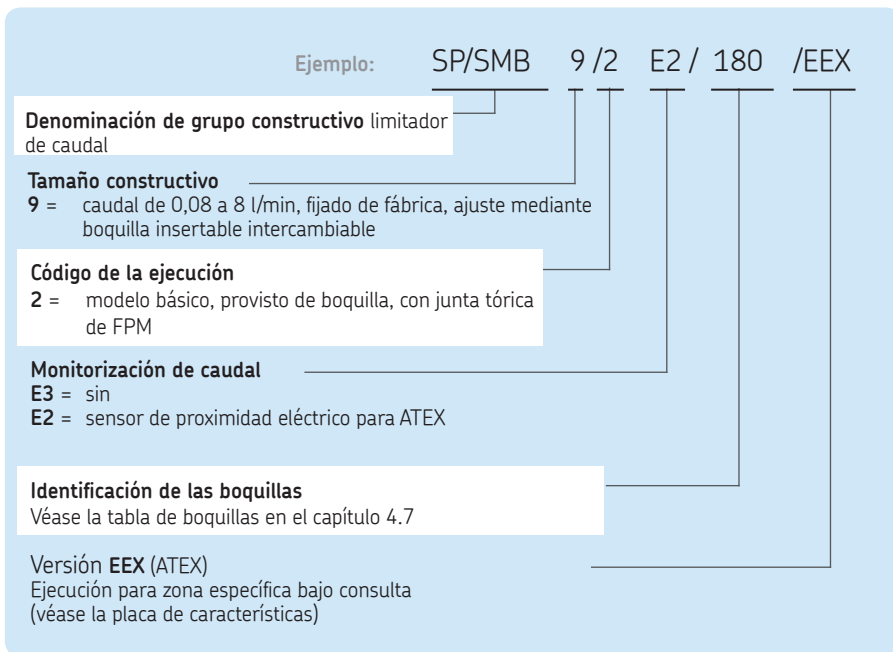 Ejemplo: SP/SMB 9 /2 E2 / 180 /EEX
Denominación de grupo constructivo limitador
de caudal
Tamaño constructivo
9 = caudal de 0,08 a 8 l/min, fijado de fábrica, ajuste mediante
boquilla insertable intercambiable
Código de la ejecución
2 = modelo básico, provisto de boquilla, con junta tórica
de FPM
Monitorización de caudal
E3 = sin
E2 = sensor de proximidad eléctrico para ATEX
Identificación de las boquillas
Véase la tabla de boquillas en el capítulo 4.7
Versión EEX (ATEX)
Ejecución para zona específica bajo consulta
(véase la placa de características)